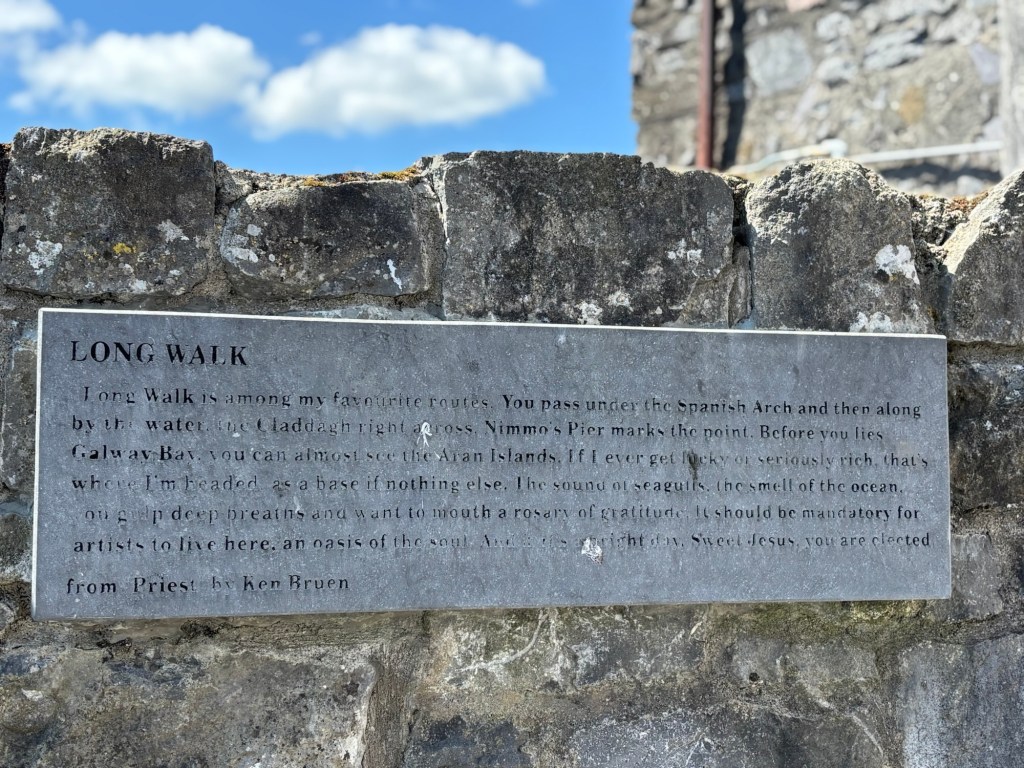 LONG WALK
Long Walk is among my favourite routes. You pass under the Spanish Arch and then along
by the water, the Claddagh right across. Nimmo's Pier marks the point. Before you lies
Galway Bay, you can almost see the Aran Islands. If I ever get lucky or seriously rich, that's
where I'm headed, as a base if nothing else. The sound of seagulls, the smell of the ocean,
you gulp deep breaths and want to mouth a rosary of gratitude. It should be mandatory for
artists to live here, an oasis of the soul. And if it's a bright day, Sweet Jesus, you are elected
from Priest by Ken Bruen